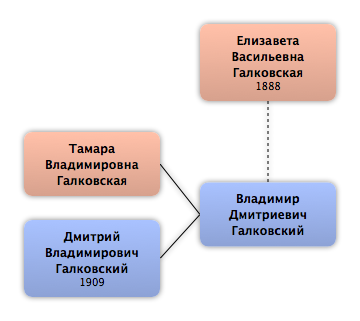 Елизавета
Васильевна
Галковская
1888
Тамара
Владимировна
Галковская
Владимир
Дмитриевич
Галковский
Дмитрий
Владимирович
Галковский
1909